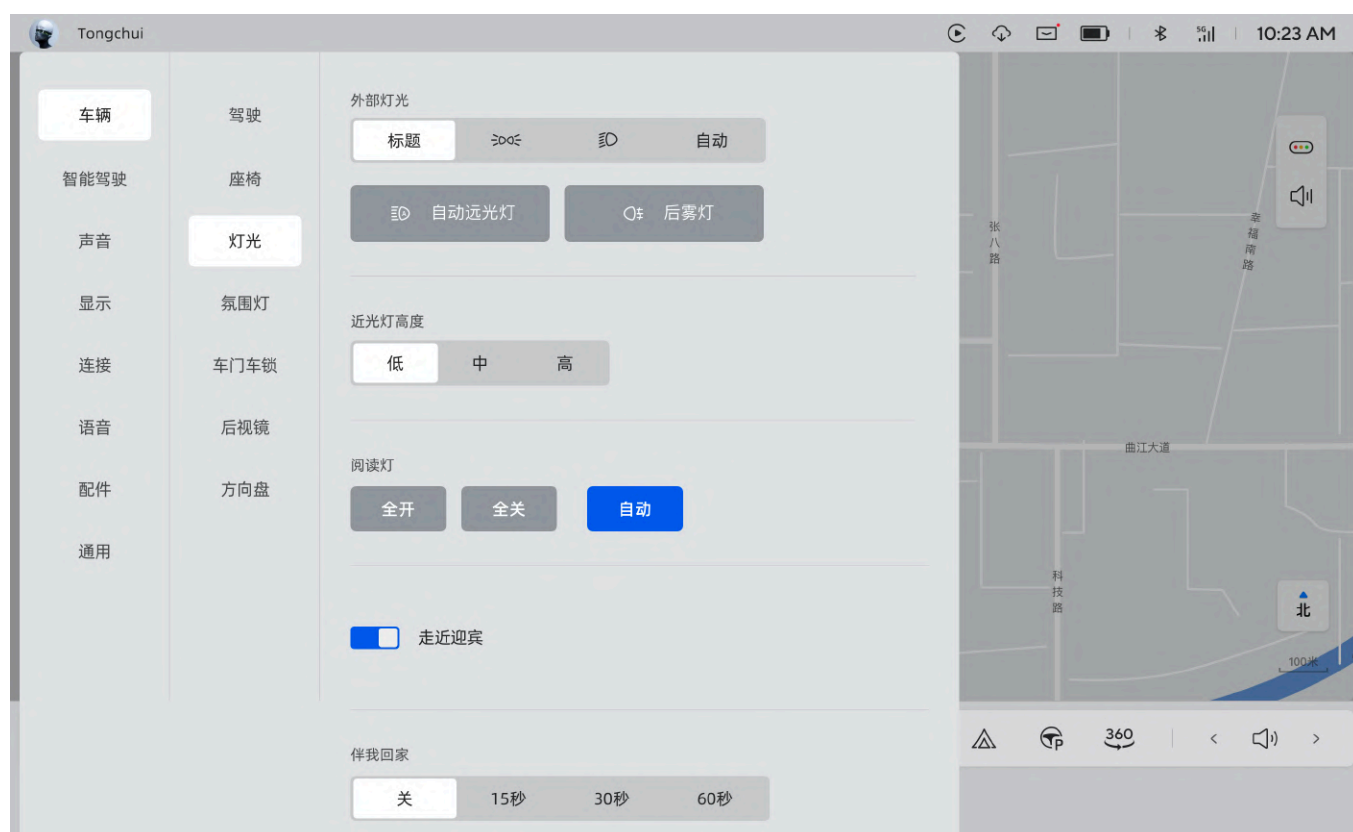 Tongchui
5G
10:23 AM
车辆
智能驾驶
声音
显示
连接
语音
配件
通用
驾驶
座椅
灯光
氛围灯
车门车锁
后视镜
方向盘
外部灯光
标题
自动
自动远光灯
后雾灯
近光灯高度
低 中 高
阅读灯
全开 全关 自动
走近迎宾
伴我回家
关 15秒 30秒 60秒
张八路
幸福南路
曲江大道
科技路
北
100米
P
360